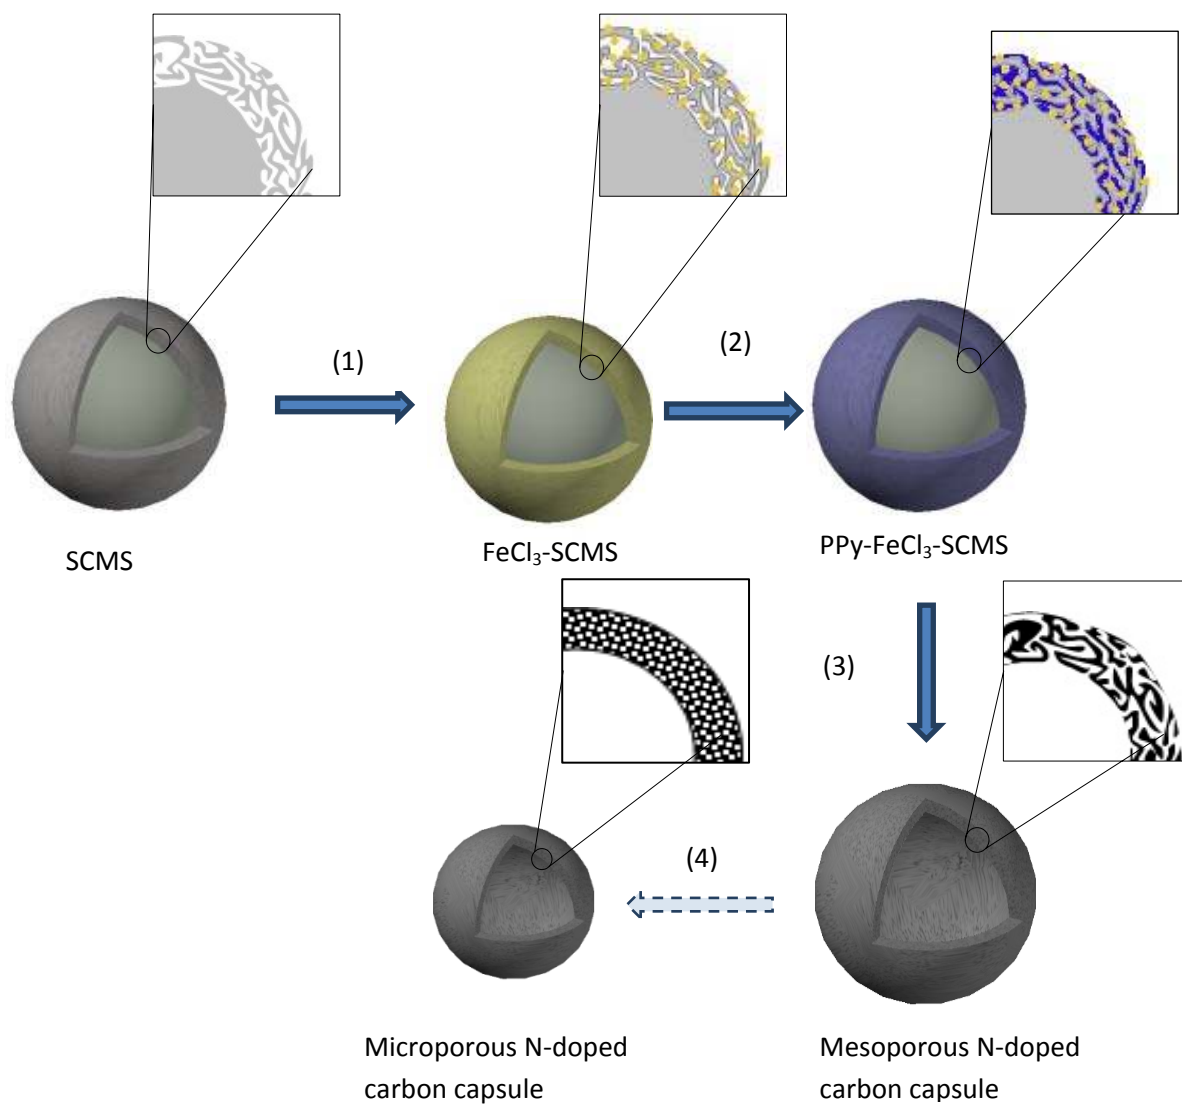 (1)
(2)
SCMS
FeCl₃-SCMS
PPy-FeCl₃-SCMS
(3)
(4)
Microporous N-doped
carbon capsule
Mesoporous N-doped
carbon capsule